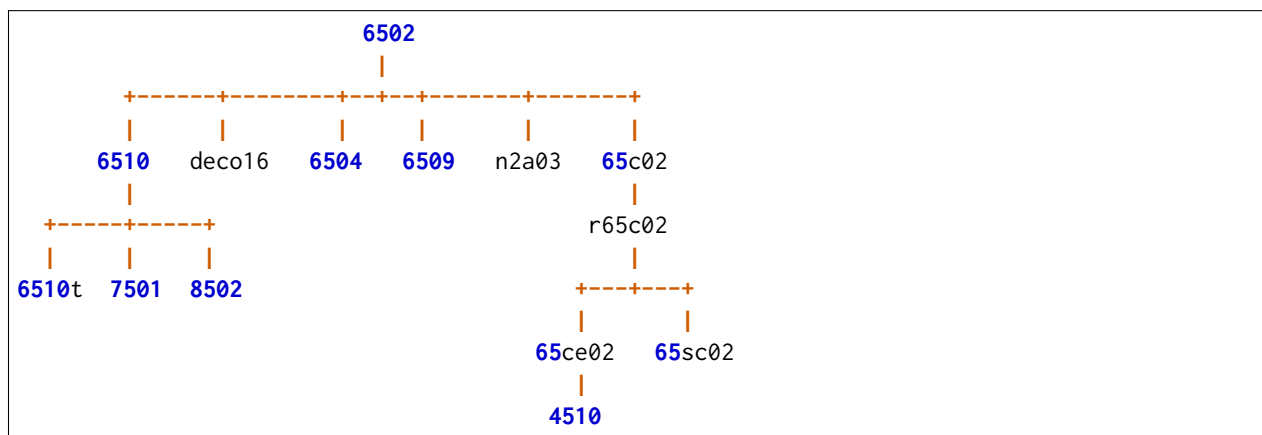 6502
|
+------+---------+--+--+--------+--------+
| | | | | |
6510 deco16 6504 6509 n2a03 65c02
| |
+-----+-----+ r65c02
| | | |
6510t 7501 8502 +---+---+
| |
65ce02 65sc02
|
4510